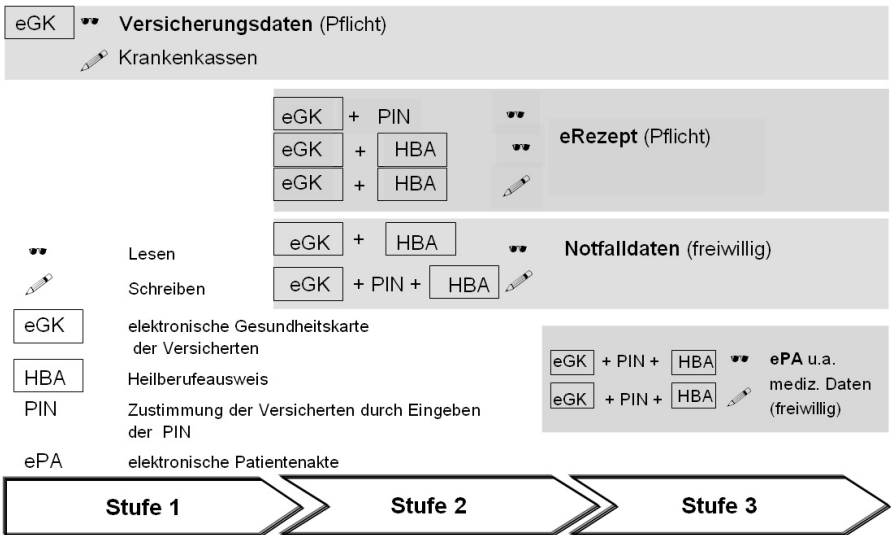 eGK Versicherungsdaten (Pflicht)
Krankenkassen
eGK + PIN
eGK + HBA
eGK + HBA
eRezept (Pflicht)
eGK + HBA
eGK + PIN + HBA
Notfalldaten (freiwillig)
Lesen
Schreiben
eGK elektronische Gesundheitskarte
der Versicherten
HBA Heilberufeausweis
PIN Zustimmung der Versicherten durch Eingeben
der PIN
ePA elektronische Patientenakte
eGK + PIN + HBA
eGK + PIN + HBA
ePA u.a.
mediz. Daten
(freiwillig)
Stufe 1 Stufe 2 Stufe 3